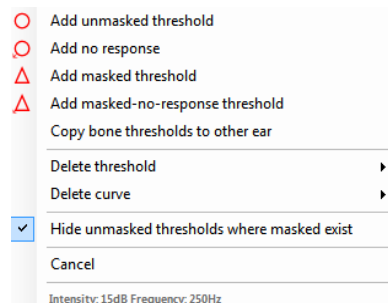 Add unmasked threshold
Add no response
Add masked threshold
Add masked-no-response threshold
Copy bone thresholds to other ear
Delete threshold
Delete curve
Hide unmasked thresholds where masked exist
Cancel
Intensity: 15dB Frequency: 250Hz